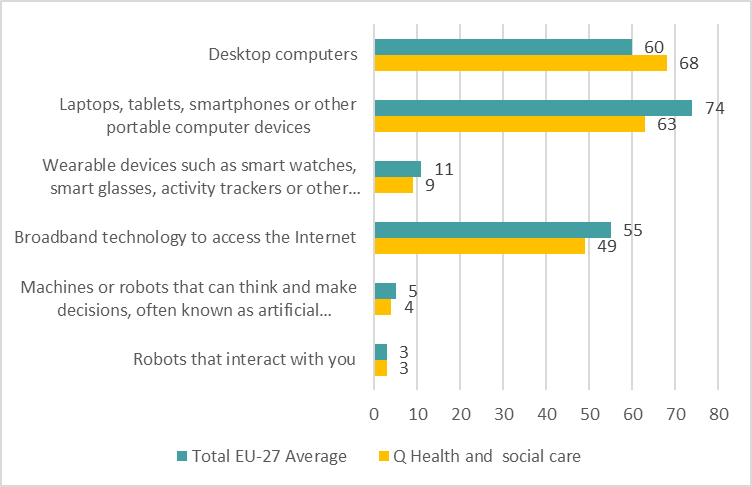 Desktop computers
60
68
Laptops, tablets, smartphones or other
portable computer devices
74
63
Wearable devices such as smart watches,
smart glasses, activity trackers or other…
11
9
Broadband technology to access the Internet
55
49
Machines or robots that can think and make
decisions, often known as artificial…
5
4
Robots that interact with you
3
3
0 10 20 30 40 50 60 70 80
Total EU-27 Average Q Health and  social care